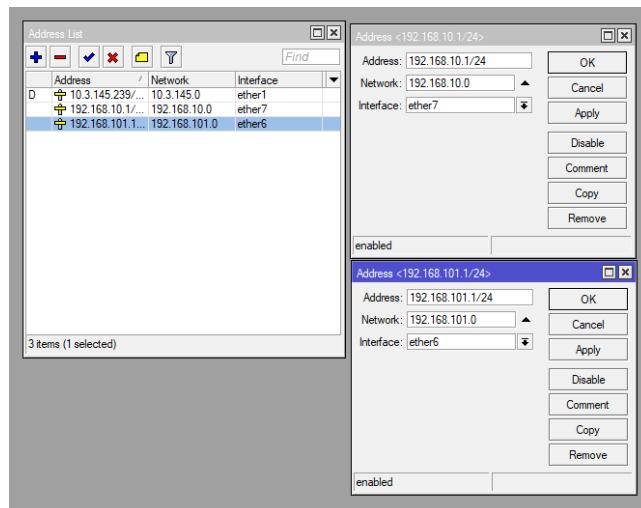 Address List
Find
Address / Network Interface
D 10.3.145.239/... 10.3.145.0 ether1
192.168.10.1/... 192.168.10.0 ether7
192.168.101.1... 192.168.101.0 ether6
3 items (1 selected)
Address <192.168.10.1/24>
Address: 192.168.10.1/24
OK
Network: 192.168.10.0
Cancel
Interface: ether7
Apply
Disable
Comment
Copy
Remove
enabled
Address <192.168.101.1/24>
Address: 192.168.101.1/24
OK
Network: 192.168.101.0
Cancel
Interface: ether6
Apply
Disable
Comment
Copy
Remove
enabled